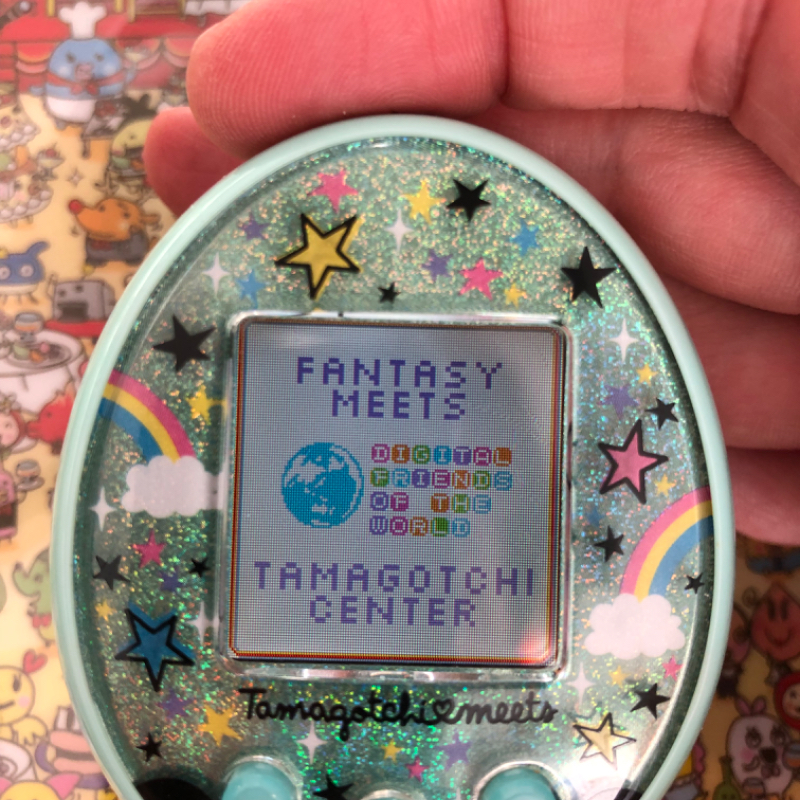 FANTASY
MEETS
DIGITAL
FRIENDS
OF THE
WORLD
TAMAGOTCHI
CENTER
Tamagotchi♥meets